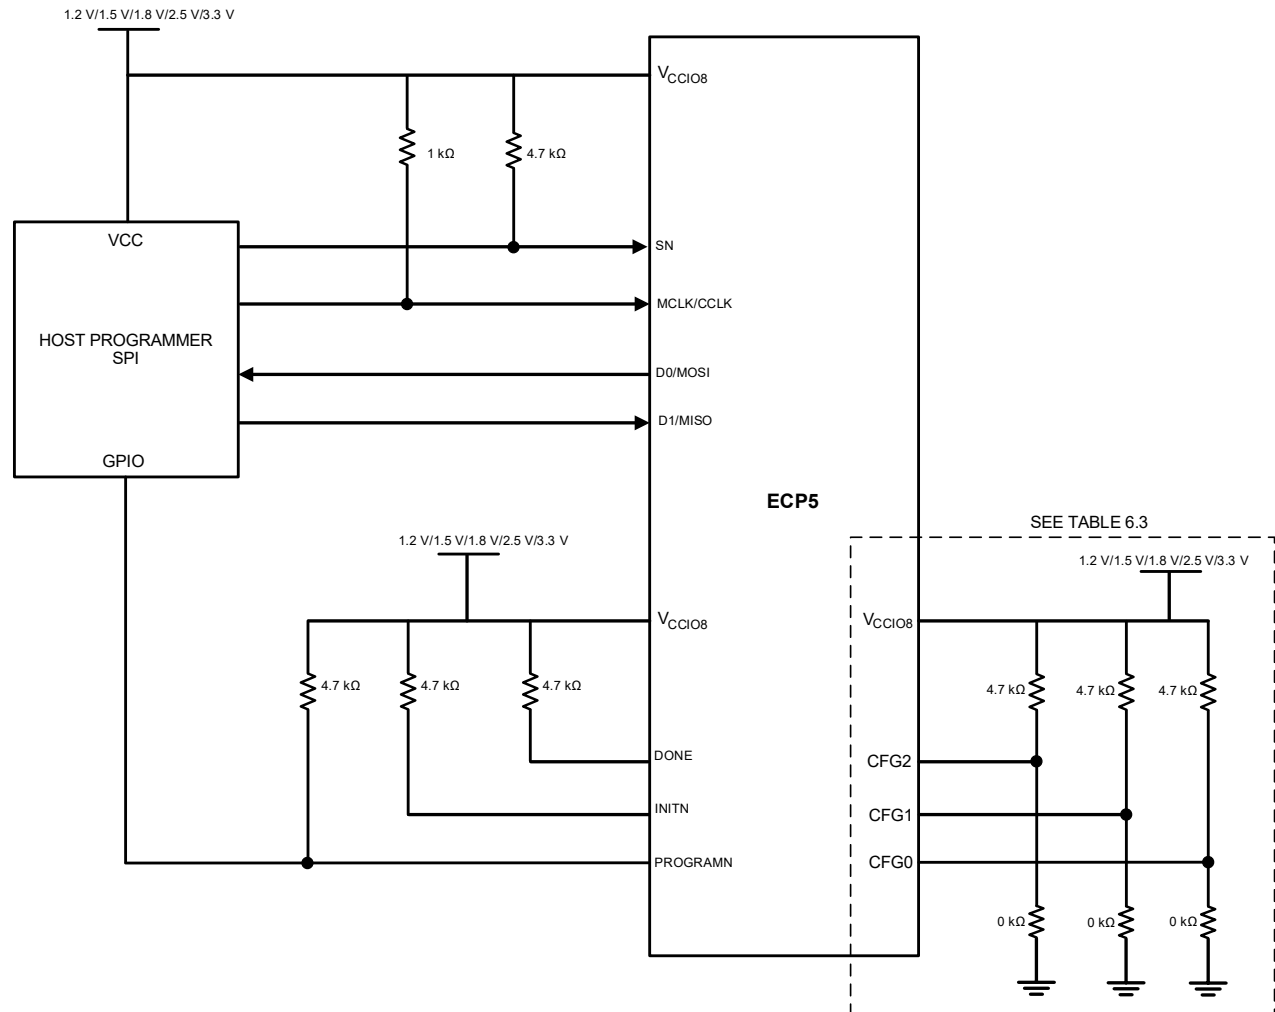 1.2 V/1.5 V/1.8 V/2.5 V/3.3 V
VCCIO8
1 kΩ
4.7 kΩ
VCC
SN
MCLK/CCLK
HOST PROGRAMMER
SPI
D0/MOSI
D1/MISO
GPIO
ECP5
SEE TABLE 6.3
1.2 V/1.5 V/1.8 V/2.5 V/3.3 V
1.2 V/1.5 V/1.8 V/2.5 V/3.3 V
VCCIO8
VCCIO8
4.7 kΩ
4.7 kΩ
4.7 kΩ
4.7 kΩ
4.7 kΩ
4.7 kΩ
DONE
CFG2
INITN
CFG1
PROGRAMN
CFG0
0 kΩ
0 kΩ
0 kΩ